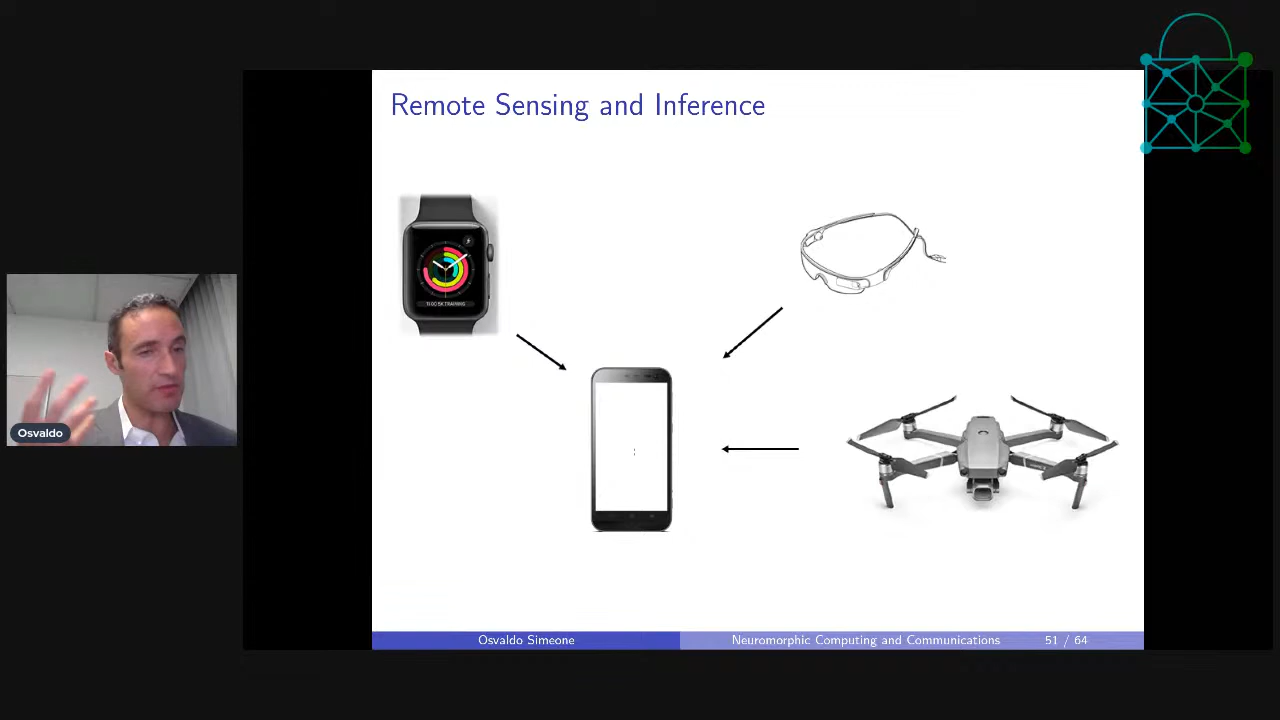 Remote Sensing and Inference
Osvaldo
Osvaldo Simeone
Neuromorphic Computing and Communications
51 / 64